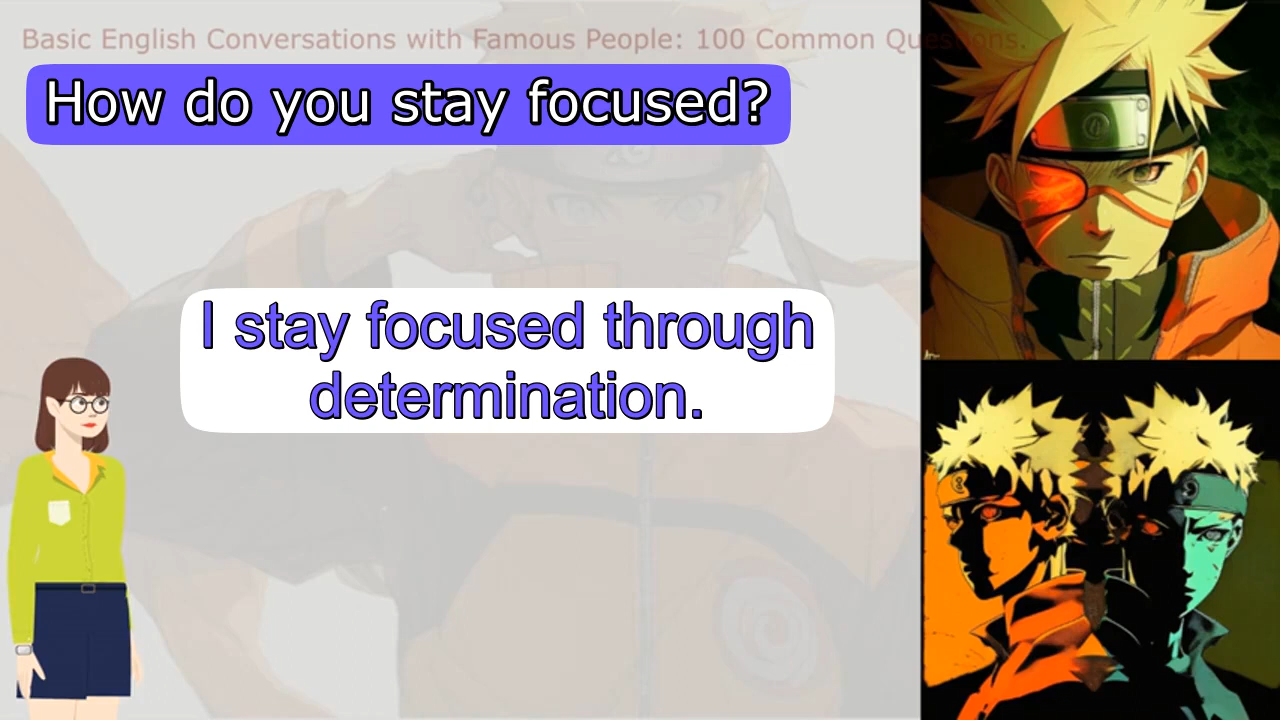 Basic English Conversations with Famous People: 100 Common Questions.
How do you stay focused?
I stay focused through
determination.